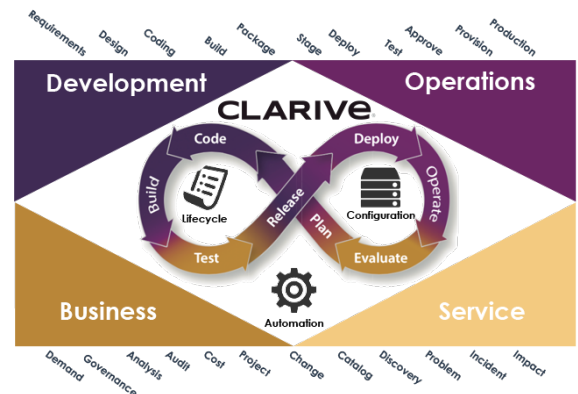 Requirements
Design
Coding
Build
Package
Stage
Deploy
Test
Approve
Provision
Production
Development
Operations
CLARIVE
Code
Deploy
Build
Lifecycle
Release
Configuration
Operate
Plan
Test
Evaluate
Automation
Business
Service
Demand
Governance
Analysis
Audit
Cost
Project
Change
Catalog
Discovery
Problem
Incident
Impact